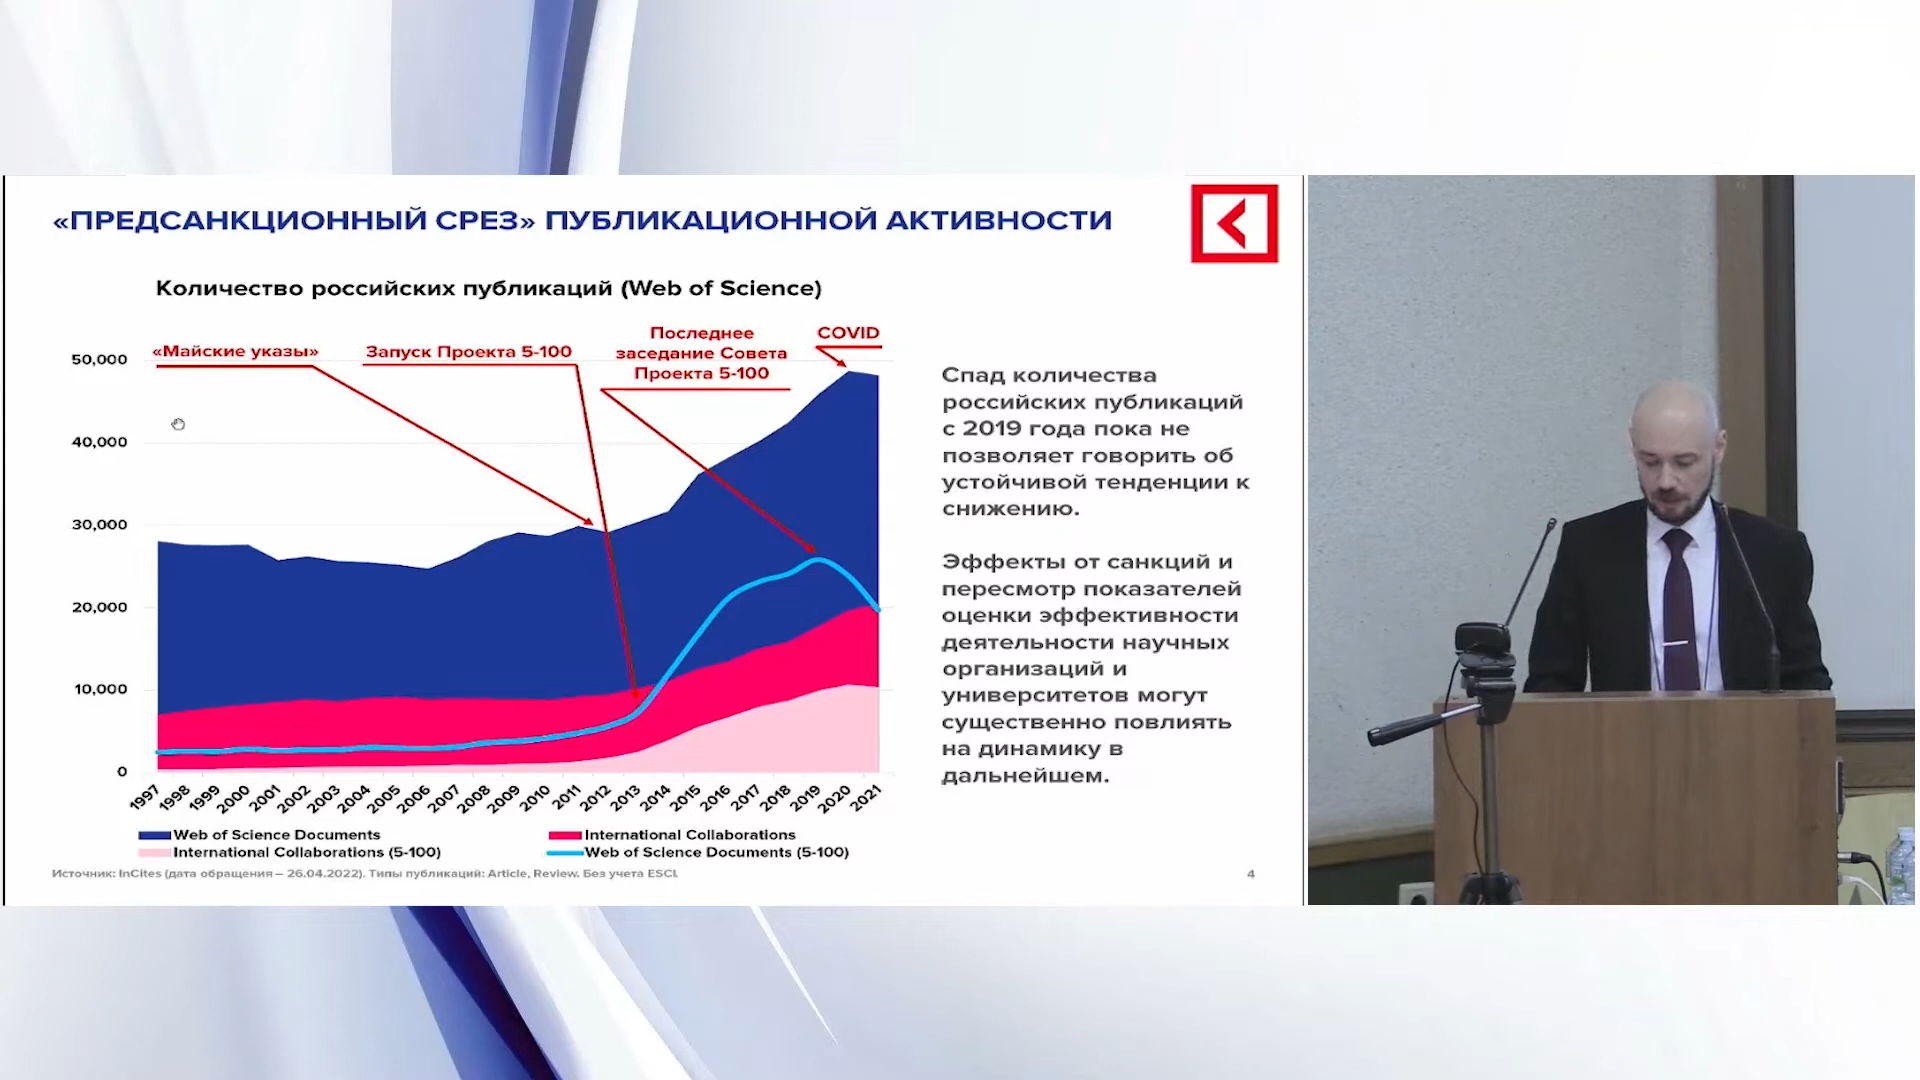 «ПРЕДСАНКЦИОННЫЙ СРЕЗ» ПУБЛИКАЦИОННОЙ АКТИВНОСТИ
Количество российских публикаций (Web of Science)
«Майские указы»
Запуск Проекта 5-100
Последнее
заседание Совета
Проекта 5-100
COVID
50,000
40,000
30,000
20,000
10,000
0
1997 1998 1999 2000 2001 2002 2003 2004 2005 2006 2007 2008 2009 2010 2011 2012 2013 2014 2015 2016 2017 2018 2019 2020 2021
Web of Science Documents
International Collaborations
International Collaborations (5-100)
Web of Science Documents (5-100)
Спад количества
российских публикаций
с 2019 года пока не
позволяет говорить об
устойчивой тенденции к
снижению.
Эффекты от санкций и
пересмотр показателей
оценки эффективности
деятельности научных
организаций и
университетов могут
существенно повлиять
на динамику в
дальнейшем.
Источник: InCites (дата обращения – 26.04.2022). Типы публикаций: Article, Review. Без учета ESCI.
4